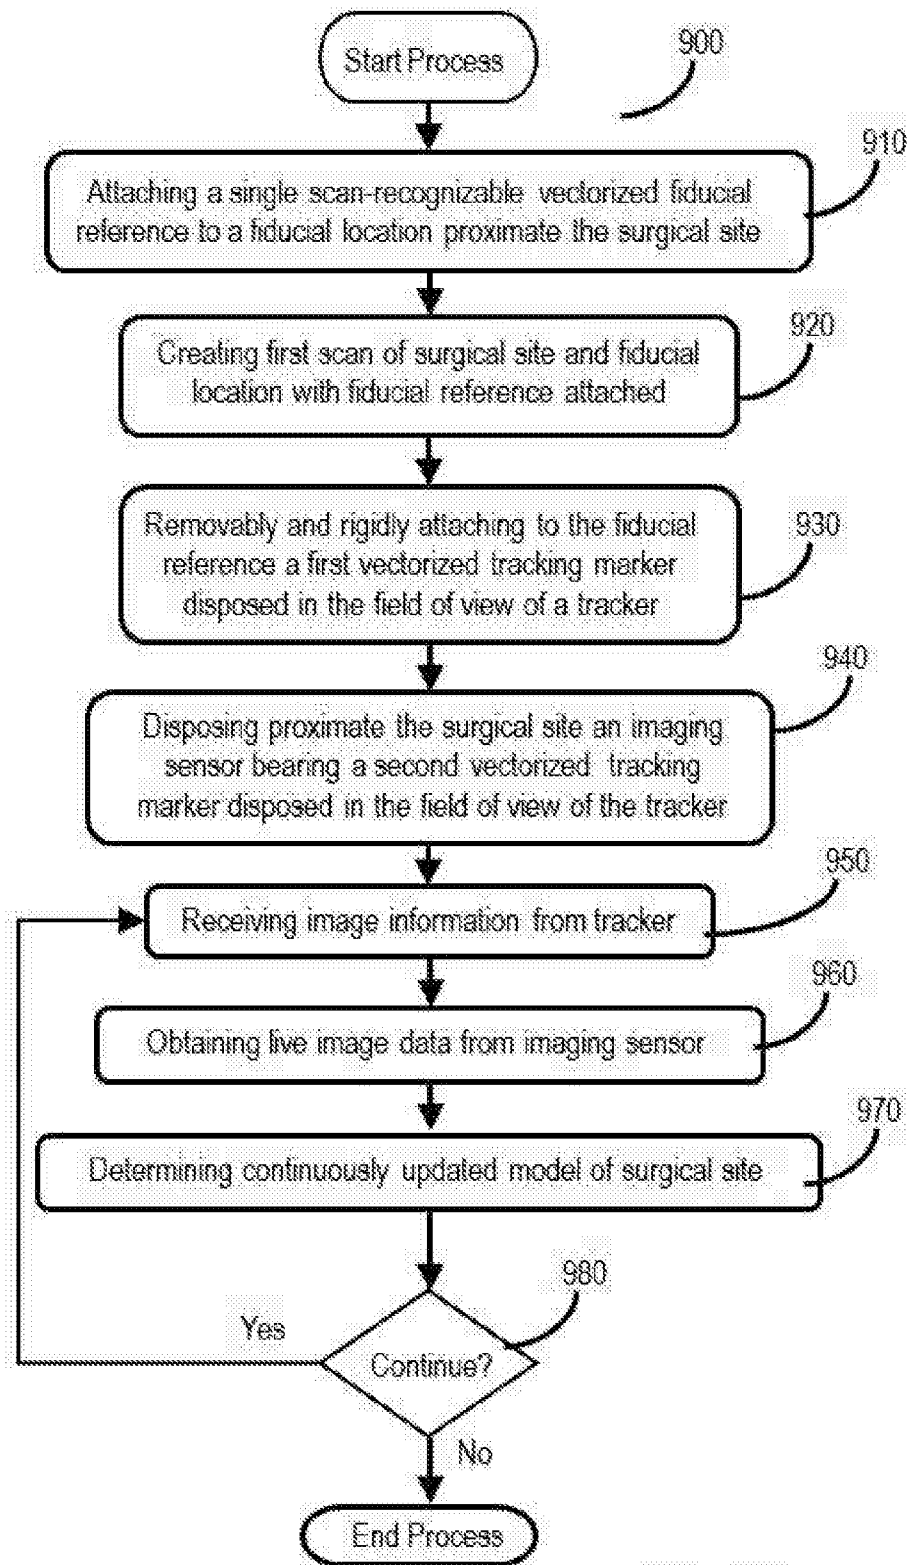 Start Process
900
910
Attaching a single scan-recognizable vectorized fiducial
reference to a fiducial location proximate the surgical site
920
Creating first scan of surgical site and fiducial
location with fiducial reference attached
930
Removably and rigidly attaching to the fiducial
reference a first vectorized tracking marker
disposed in the field of view of a tracker
940
Disposing proximate the surgical site an imaging
sensor bearing a second vectorized tracking
marker disposed in the field of view of the tracker
950
Receiving image information from tracker
960
Obtaining live image data from imaging sensor
970
Determining continuously updated model of surgical site
980
Yes
Continue?
No
End Process